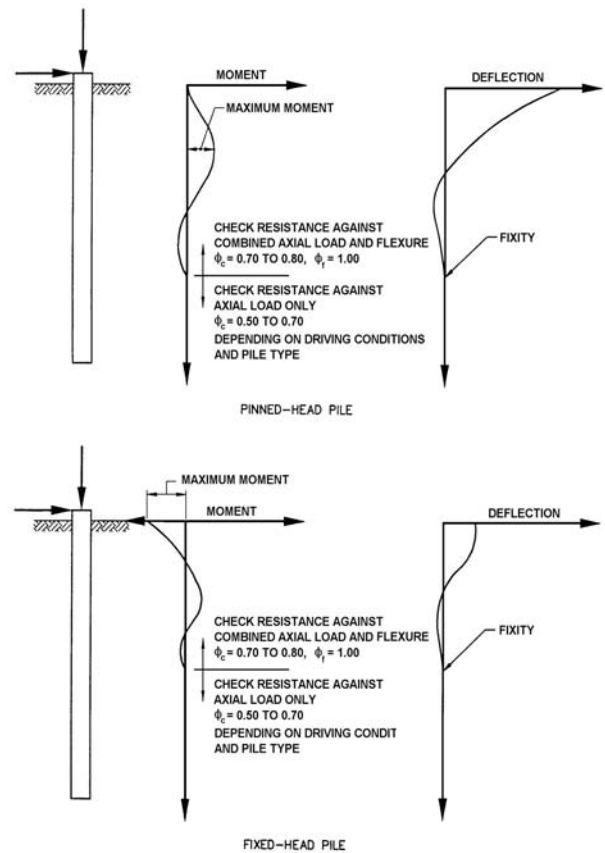 MOMENT
DEFLECTION
MAXIMUM MOMENT
CHECK RESISTANCE AGAINST
COMBINED AXIAL LOAD AND FLEXURE
ϕc = 0.70 TO 0.80, ϕf = 1.00
FIXITY
CHECK RESISTANCE AGAINST
AXIAL LOAD ONLY
ϕc = 0.50 TO 0.70
DEPENDING ON DRIVING CONDITIONS
AND PILE TYPE
PINNED-HEAD PILE
MAXIMUM MOMENT
MOMENT
DEFLECTION
CHECK RESISTANCE AGAINST
COMBINED AXIAL LOAD AND FLEXURE
ϕc = 0.70 TO 0.80, ϕf = 1.00
FIXITY
CHECK RESISTANCE AGAINST
AXIAL LOAD ONLY
ϕc = 0.50 TO 0.70
DEPENDING ON DRIVING CONDIT
AND PILE TYPE
FIXED-HEAD PILE